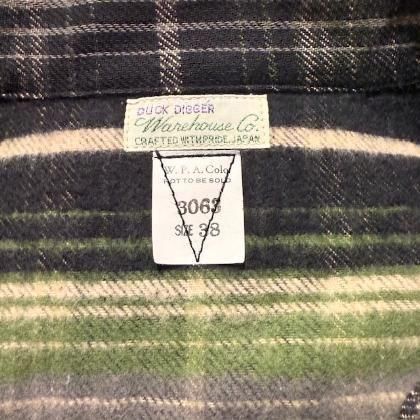 DUCK DIGGER
Warehouse Co.
CRAFTED WITH PRIDE, JAPAN
W. P. A. Colo
NOT TO BE SOLD
3063
SIZE 38